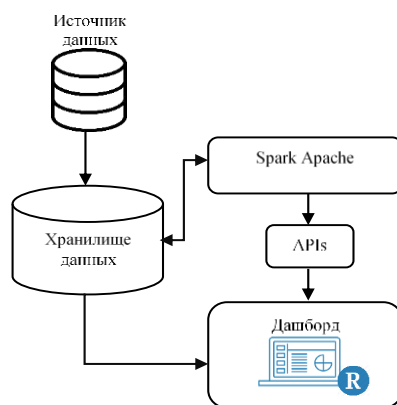 Источник
данных
Spark Apache
Хранилище
данных
APIs
Дашборд
R